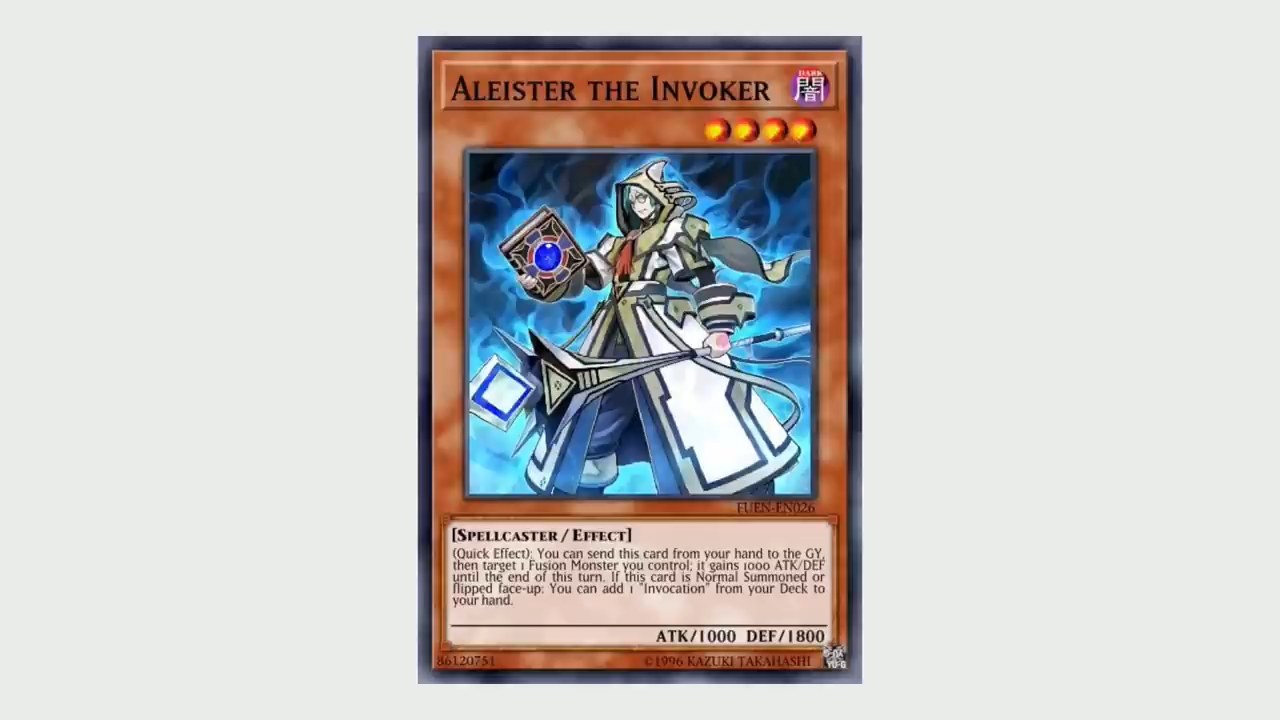 Aleister the Invoker
DARK
闇
FUEN-EN026
[Spellcaster / Effect]
(Quick Effect): You can send this card from your hand to the GY,
then target 1 Fusion Monster you control; it gains 1000 ATK/DEF
until the end of this turn. If this card is Normal Summoned or
flipped face-up: You can add 1 "Invocation" from your Deck to
your hand.
ATK/1000 DEF/1800
86120751
©1996 KAZUKI TAKAHASHI